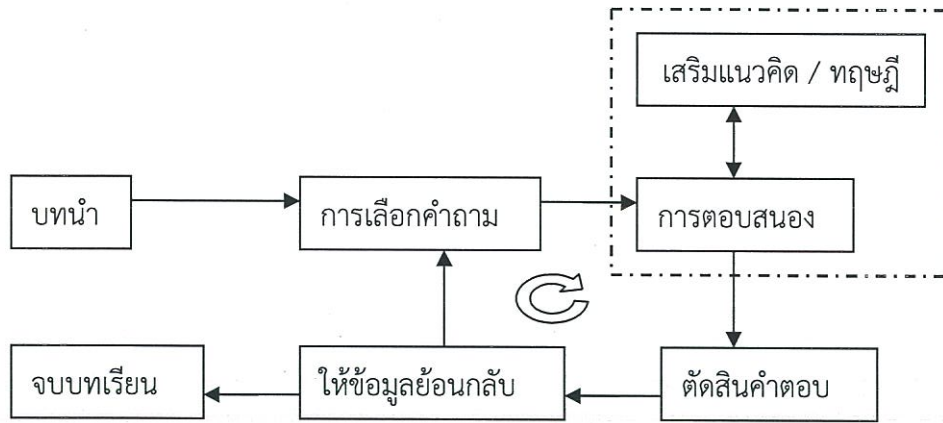 เสริมแนวคิด / ทฤษฎี
บทนำ
การเลือกคำถาม
การตอบสนอง
จบบทเรียน
ให้ข้อมูลย้อนกลับ
ตัดสินคำตอบ